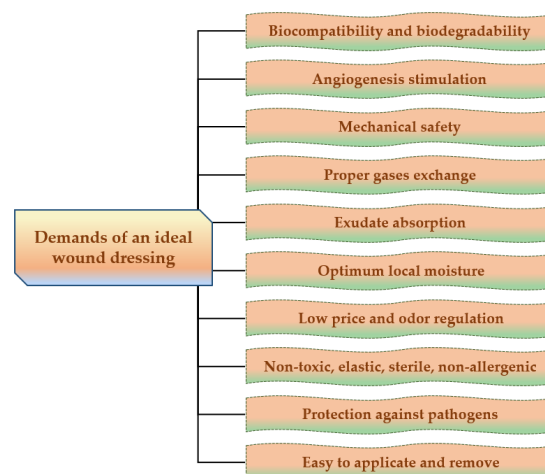 Biocompatibility and biodegradability
Angiogenesis stimulation
Mechanical safety
Proper gases exchange
Demands of an ideal
wound dressing
Exudate absorption
Optimum local moisture
Low price and odor regulation
Non-toxic, elastic, sterile, non-allergenic
Protection against pathogens
Easy to applicate and remove